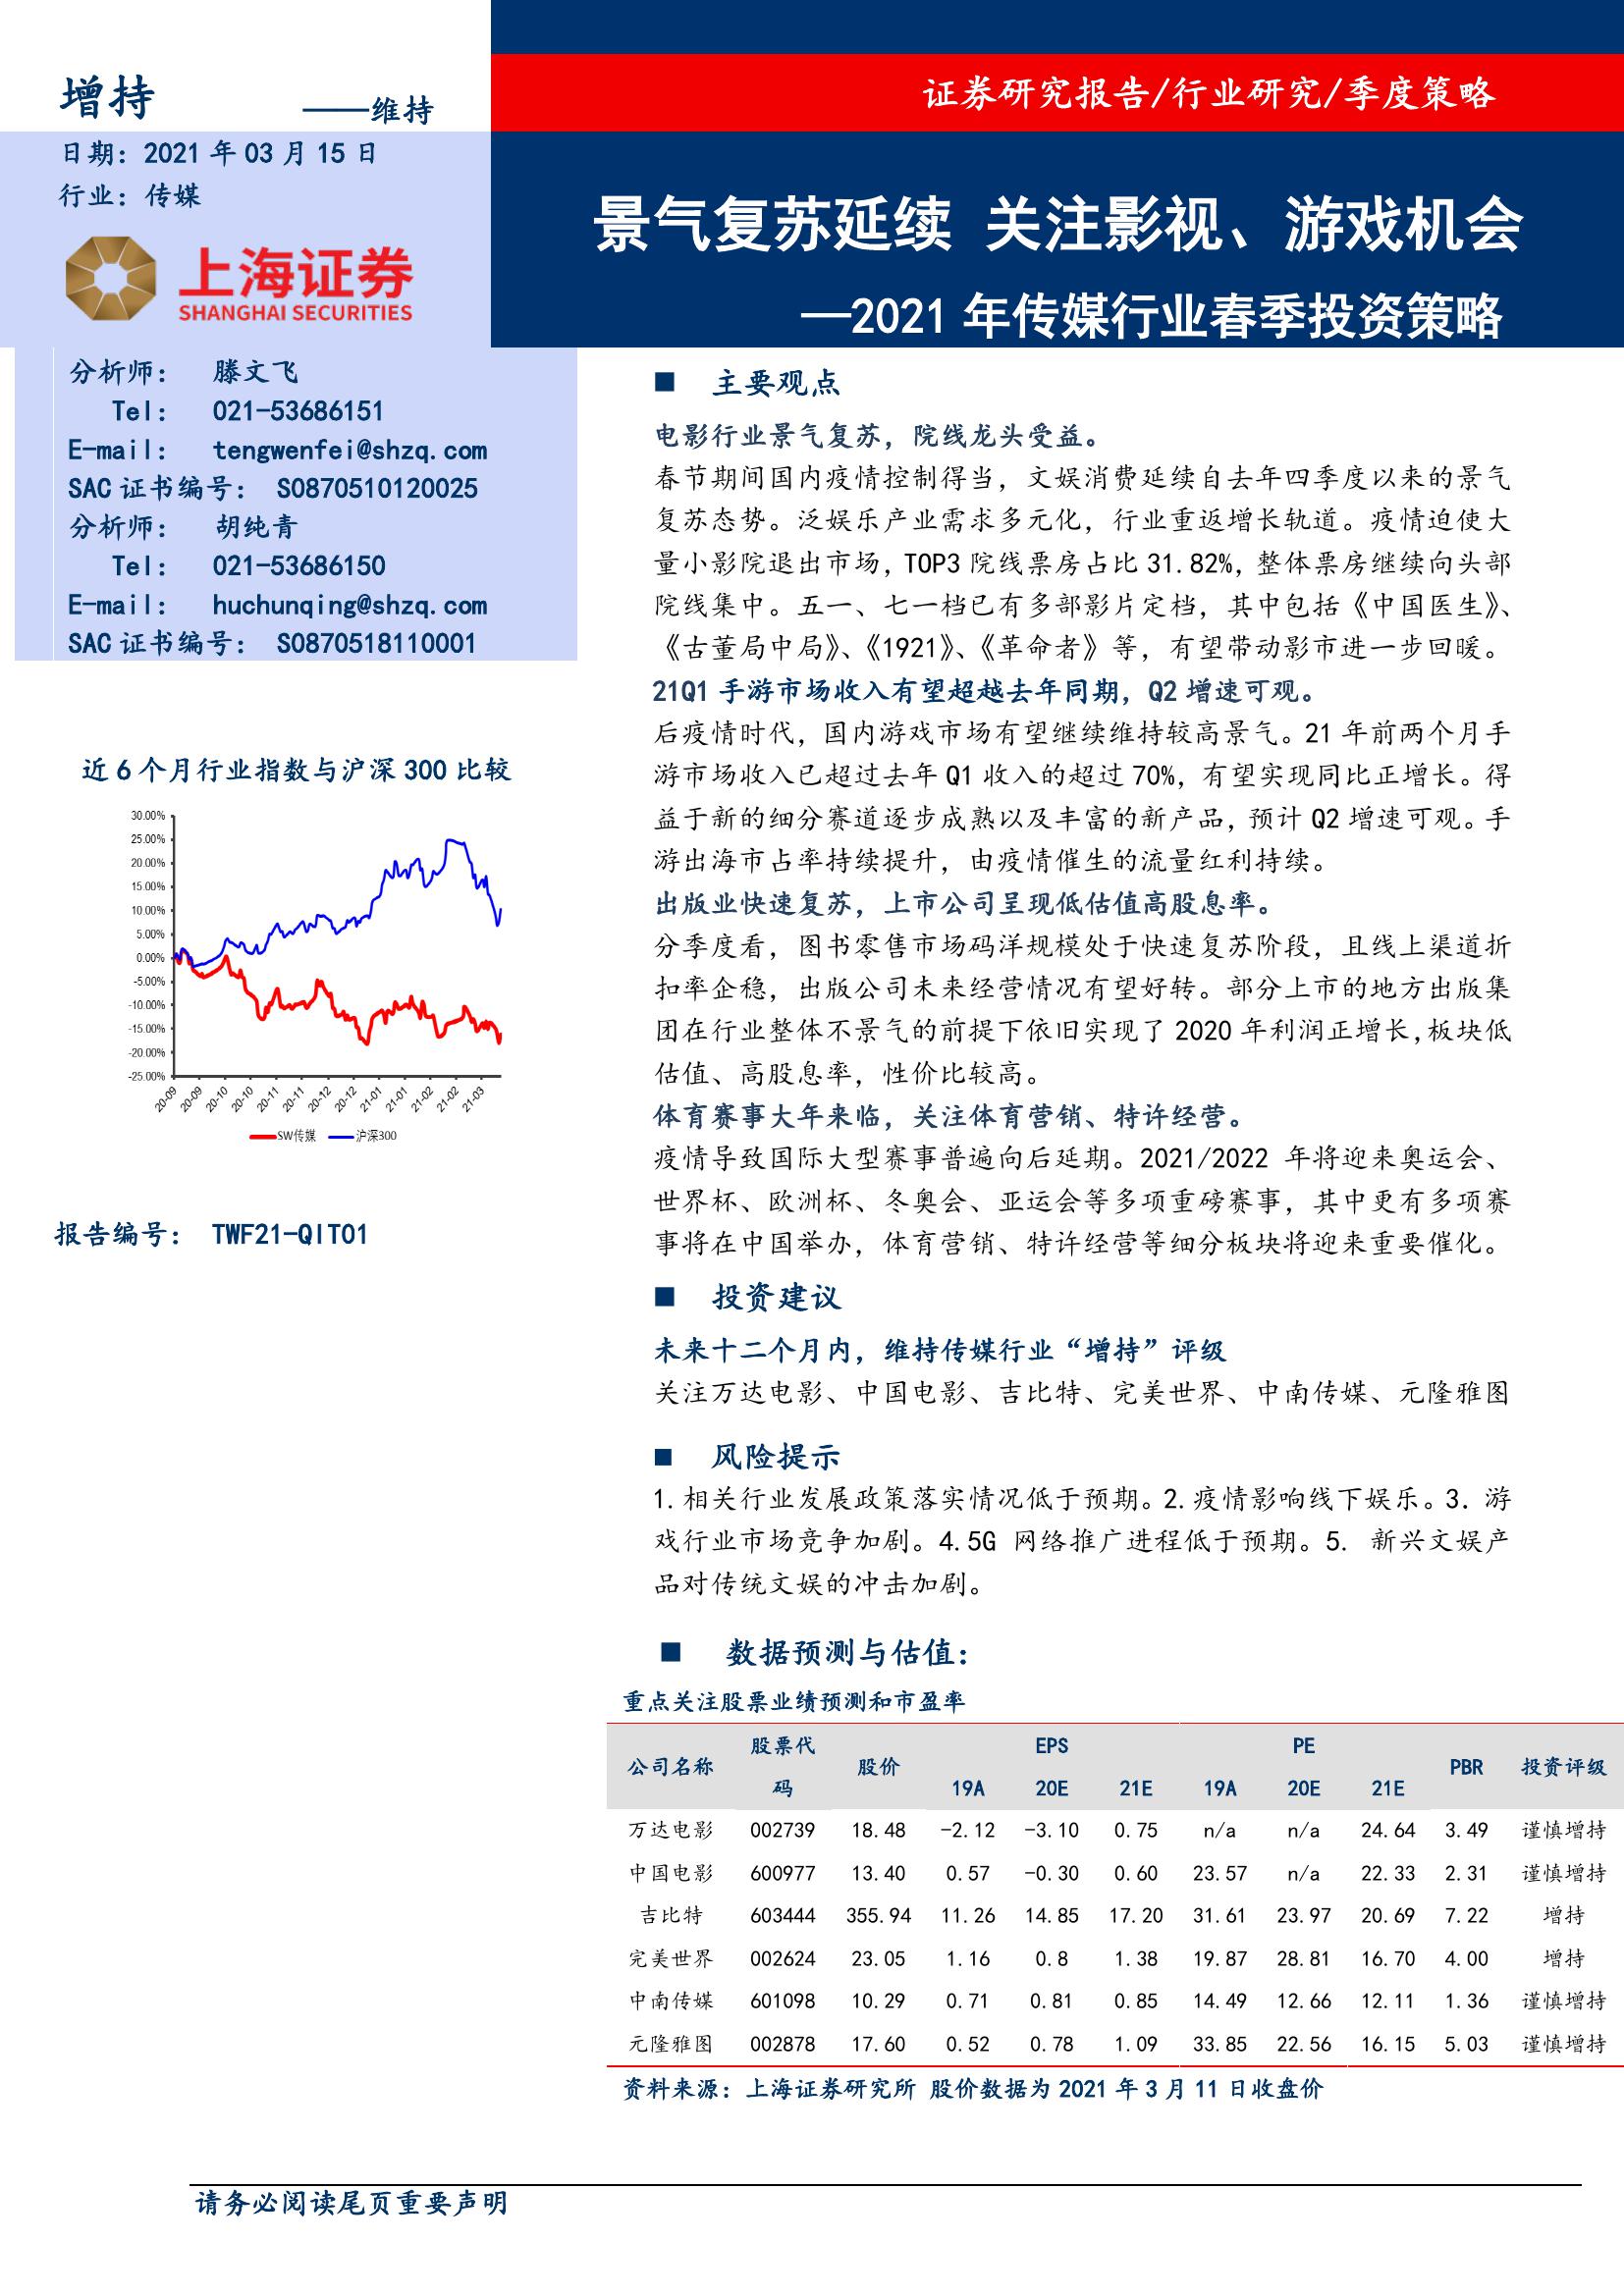 增持 ——维持
日期：2021 年 03 月 15 日
行业：传媒
上海证券
SHANGHAI SECURITIES
证券研究报告/行业研究/季度策略
景气复苏延续 关注影视、游戏机会
—2021 年传媒行业春季投资策略
分析师： 滕文飞
Tel： 021-53686151
E-mail： tengwenfei@shzq.com
SAC 证书编号： S0870510120025
分析师： 胡纯青
Tel： 021-53686150
E-mail： huchunqing@shzq.com
SAC 证书编号： S0870518110001
近 6 个月行业指数与沪深 300 比较
30.00%
25.00%
20.00%
15.00%
10.00%
5.00%
0.00%
-5.00%
-10.00%
-15.00%
-20.00%
-25.00%
20-09 20-09 20-10 20-10 20-11 20-11 20-12 20-12 21-01 21-01 21-02 21-02 21-03
SW传媒 沪深300
报告编号： TWF21-QIT01
■ 主要观点
电影行业景气复苏，院线龙头受益。
春节期间国内疫情控制得当，文娱消费延续自去年四季度以来的景气
复苏态势。泛娱乐产业需求多元化，行业重返增长轨道。疫情迫使大
量小影院退出市场，TOP3 院线票房占比 31.82%，整体票房继续向头部
院线集中。五一、七一档已有多部影片定档，其中包括《中国医生》、
《古董局中局》、《1921》、《革命者》等，有望带动影市进一步回暖。
21Q1 手游市场收入有望超越去年同期，Q2 增速可观。
后疫情时代，国内游戏市场有望继续维持较高景气。21 年前两个月手
游市场收入已超过去年 Q1 收入的超过 70%，有望实现同比正增长。得
益于新的细分赛道逐步成熟以及丰富的新产品，预计 Q2 增速可观。手
游出海市占率持续提升，由疫情催生的流量红利持续。
出版业快速复苏，上市公司呈现低估值高股息率。
分季度看，图书零售市场码洋规模处于快速复苏阶段，且线上渠道折
扣率企稳，出版公司未来经营情况有望好转。部分上市的地方出版集
团在行业整体不景气的前提下依旧实现了 2020 年利润正增长，板块低
估值、高股息率，性价比较高。
体育赛事大年来临，关注体育营销、特许经营。
疫情导致国际大型赛事普遍向后延期。2021/2022 年将迎来奥运会、
世界杯、欧洲杯、冬奥会、亚运会等多项重磅赛事，其中更有多项赛
事将在中国举办，体育营销、特许经营等细分板块将迎来重要催化。
■ 投资建议
未来十二个月内，维持传媒行业“增持”评级
关注万达电影、中国电影、吉比特、完美世界、中南传媒、元隆雅图
■ 风险提示
1.相关行业发展政策落实情况低于预期。2.疫情影响线下娱乐。3. 游
戏行业市场竞争加剧。4.5G 网络推广进程低于预期。5. 新兴文娱产
品对传统文娱的冲击加剧。
■ 数据预测与估值：
重点关注股票业绩预测和市盈率
公司名称 股票代码 股价 EPS PE PBR 投资评级
19A 20E 21E 19A 20E 21E
万达电影 002739 18.48 -2.12 -3.10 0.75 n/a n/a 24.64 3.49 谨慎增持
中国电影 600977 13.40 0.57 -0.30 0.60 23.57 n/a 22.33 2.31 谨慎增持
吉比特 603444 355.94 11.26 14.85 17.20 31.61 23.97 20.69 7.22 增持
完美世界 002624 23.05 1.16 0.8 1.38 19.87 28.81 16.70 4.00 增持
中南传媒 601098 10.29 0.71 0.81 0.85 14.49 12.66 12.11 1.36 谨慎增持
元隆雅图 002878 17.60 0.52 0.78 1.09 33.85 22.56 16.15 5.03 谨慎增持
资料来源：上海证券研究所 股价数据为 2021 年 3 月 11 日收盘价
请务必阅读尾页重要声明